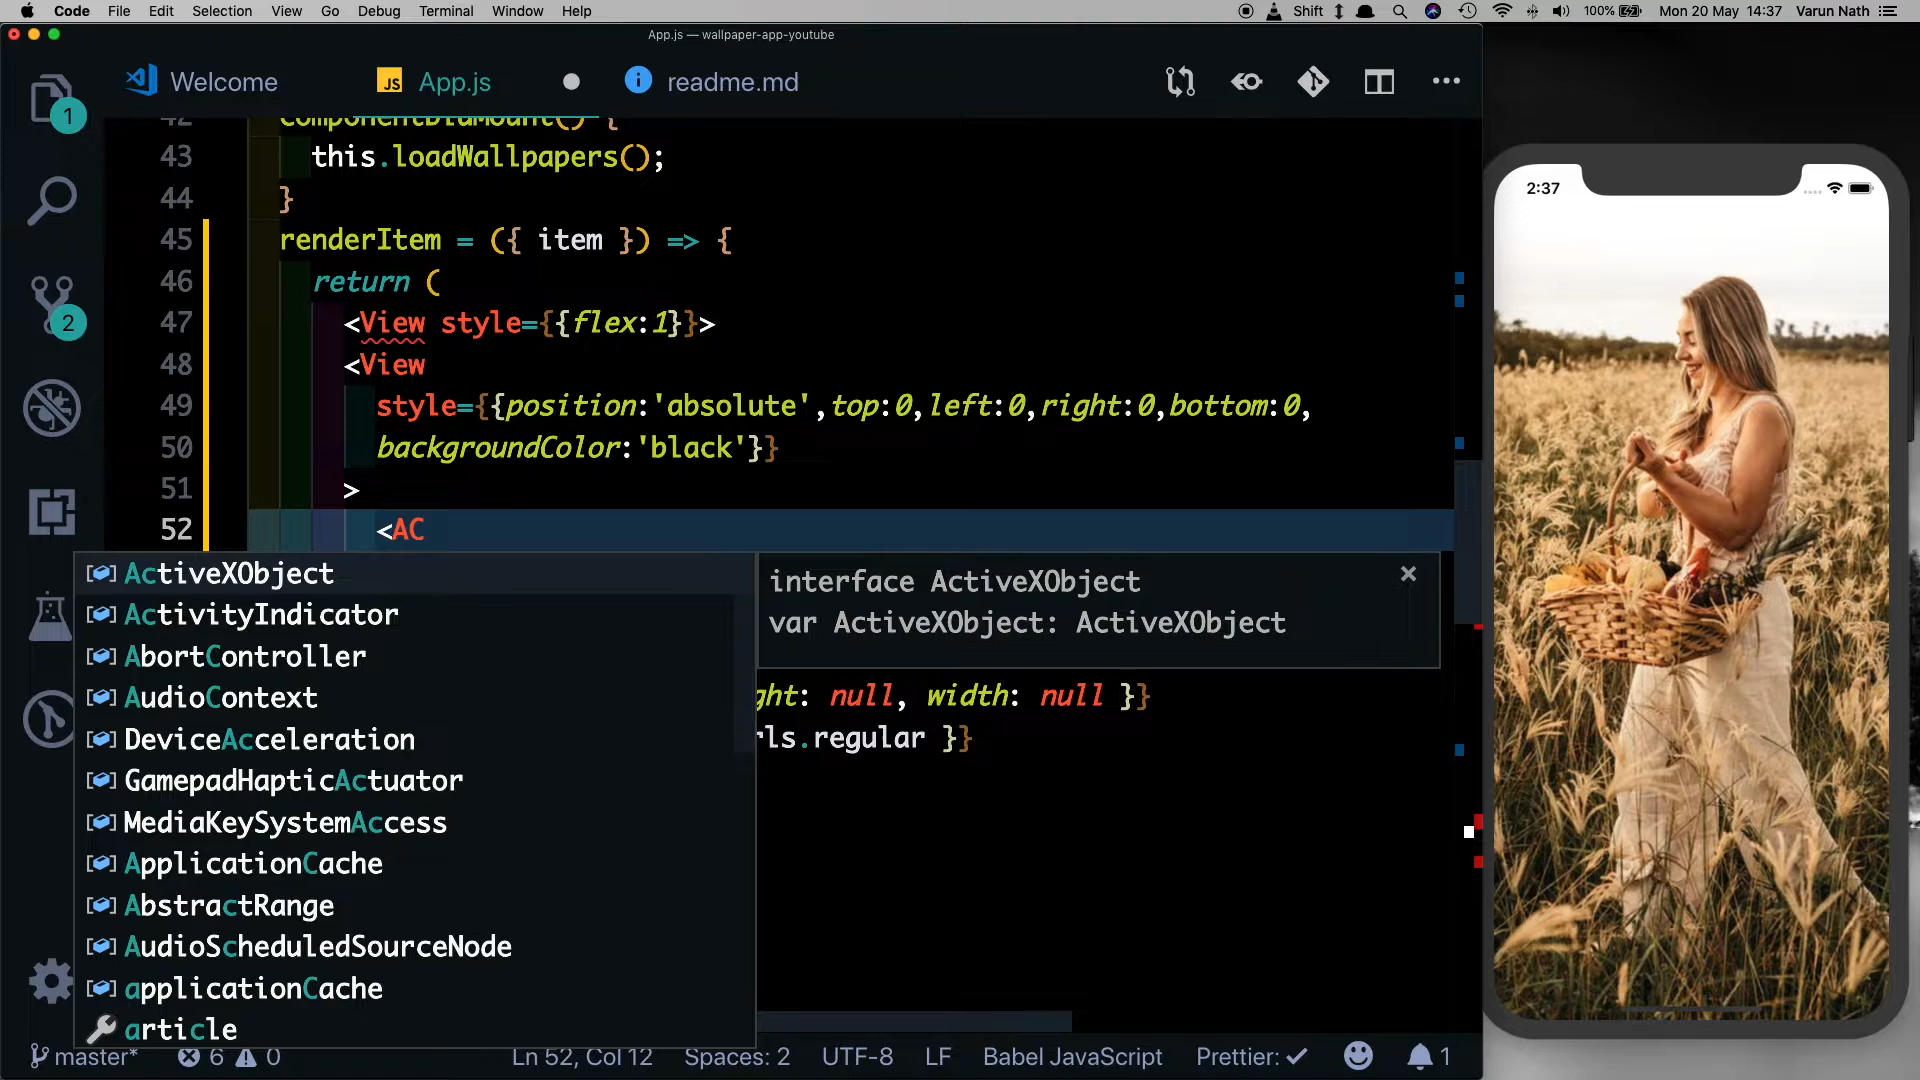 Code File Edit Selection View Go Debug Terminal Window Help Shift 100% Mon 20 May 14:37 Varun Nath
App.js — wallpaper-app-youtube
Welcome
JS App.js
readme.md
1
2
42 componentDidMount() {
43 this.loadWallpapers();
44 }
45 renderItem = ({ item }) => {
46 return (
47 <View style={{flex:1}}>
48 <View
49 style={{position:'absolute',top:0,left:0,right:0,bottom:0,
50 backgroundColor:'black'}}
51 >
52 <AC
ActiveXObject
ActivityIndicator
AbortController
AudioContext
DeviceAcceleration
GamepadHapticActuator
MediaKeySystemAccess
ApplicationCache
AbstractRange
AudioScheduledSourceNode
applicationCache
article
interface ActiveXObject
var ActiveXObject: ActiveXObject
ght: null, width: null }}
rls.regular }}
master* 6 0 Ln 52, Col 12 Spaces: 2 UTF-8 LF Babel JavaScript Prettier: ✓ 1
2:37